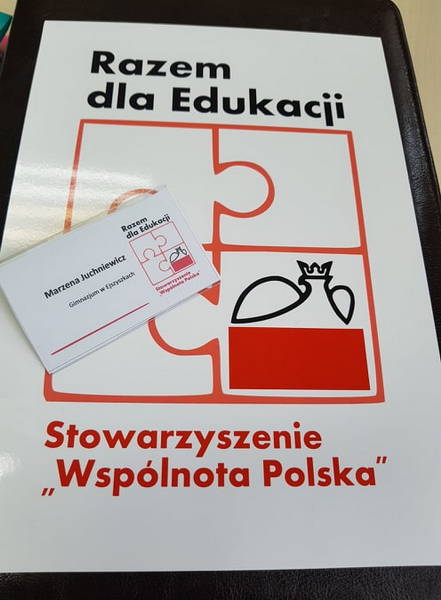 Razem
dla Edukacji
Razem
dla Edukacji
Marzena Juchniewicz
Gimnazjum w Ejszyszkach
Stowarzyszenie
"Wspólnota Polska"
Stowarzyszenie
„Wspólnota Polska”